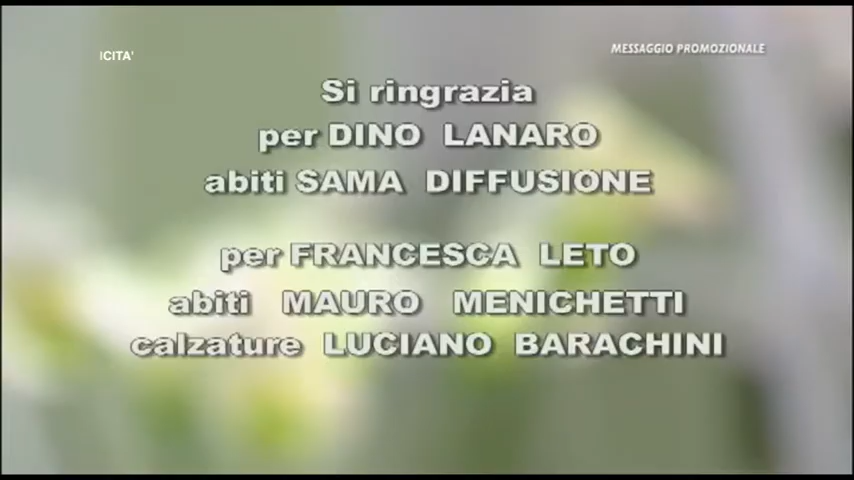 ICITA'
MESSAGGIO PROMOZIONALE
Si ringrazia
per DINO LANARO
abiti SAMA DIFFUSIONE
per FRANCESCA LETO
abiti MAURO MENICHETTI
calzature LUCIANO BARACHINI